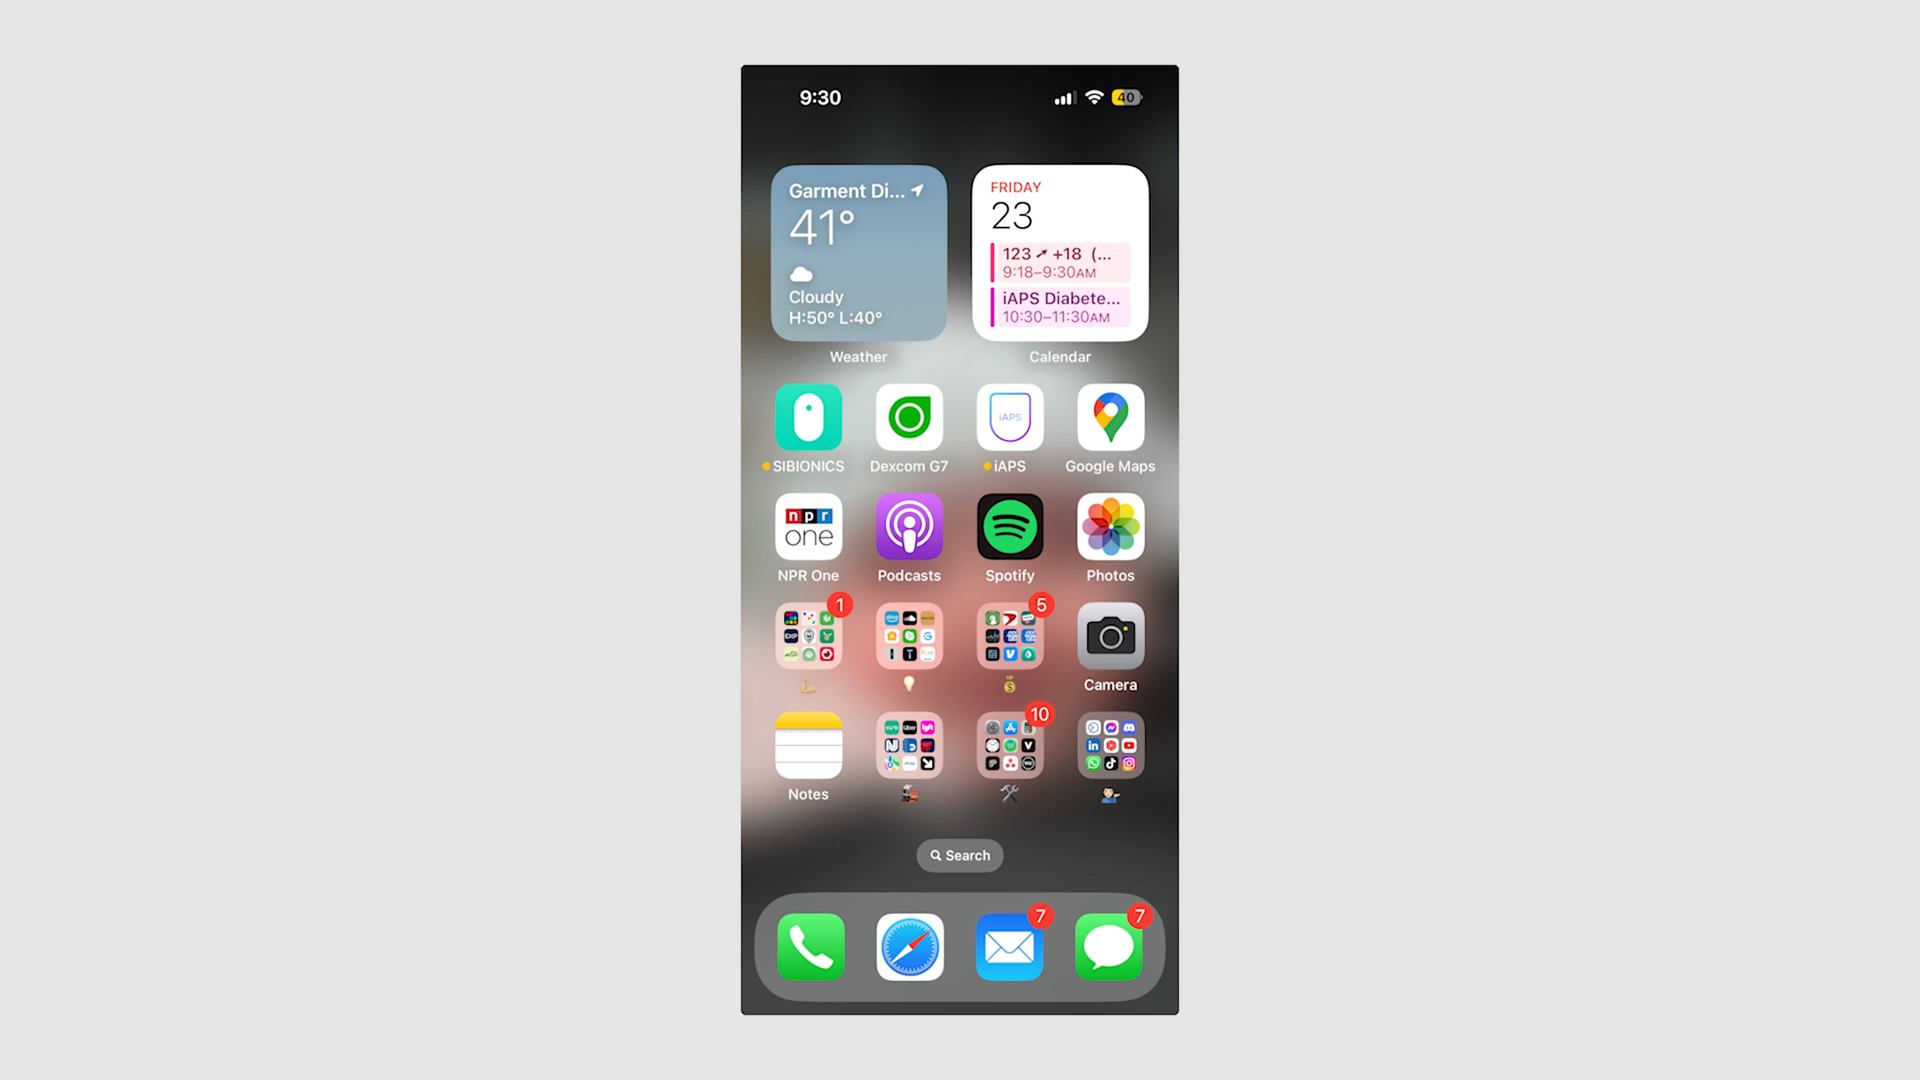 9:30
40
Garment Di...
41°
Cloudy
H:50° L:40°
Weather
FRIDAY
23
123 ➚ +18 (...
9:18–9:30AM
iAPS Diabete...
10:30–11:30AM
Calendar
iAPS
SIBIONICS
Dexcom G7
iAPS
Google Maps
npr
one
NPR One
Podcasts
Spotify
Photos
1
5
Camera
10
Notes
Search
7
7